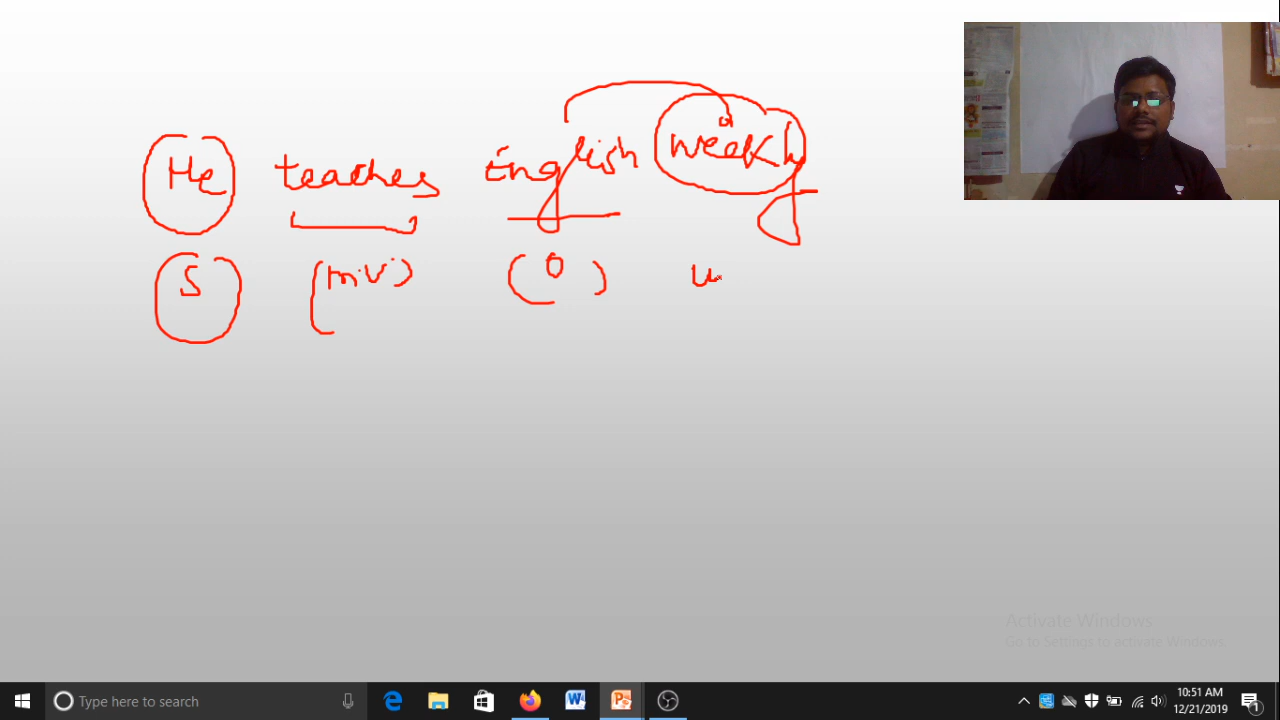 He teaches English weekly
S (m.v) (O) w
Activate Windows
Go to Settings to activate Windows.
Type here to search
10:51 AM
12/21/2019